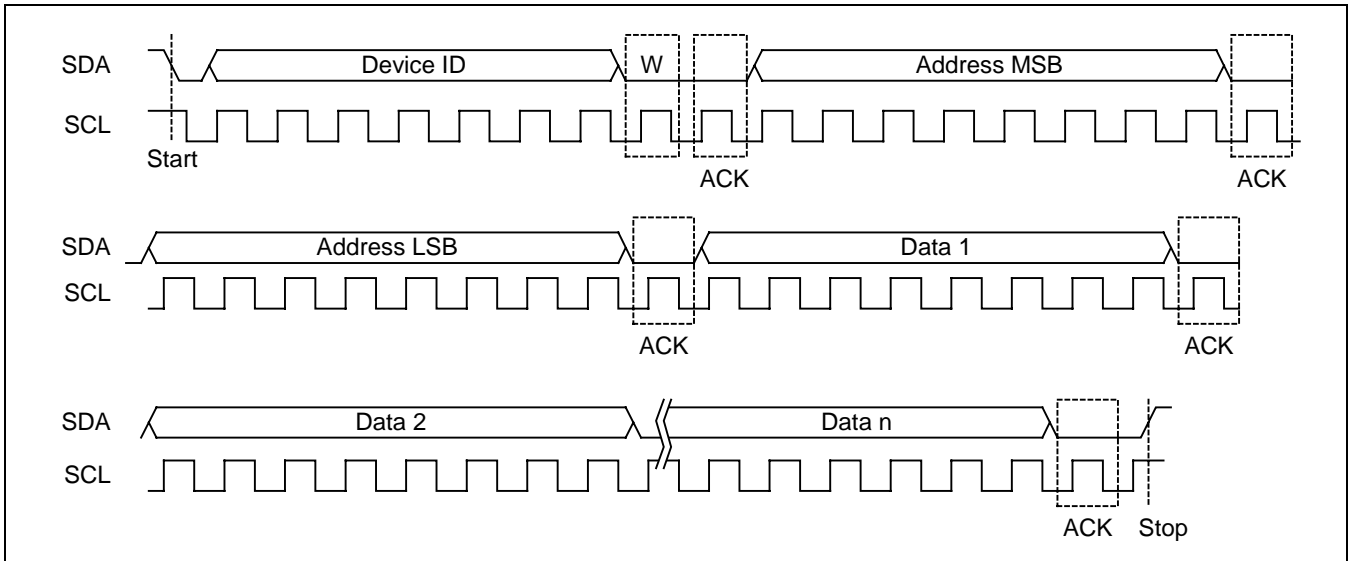 SDA Device ID W Address MSB
SCL
Start ACK ACK
SDA Address LSB Data 1
SCL
ACK ACK
SDA Data 2 Data n
SCL
ACK Stop